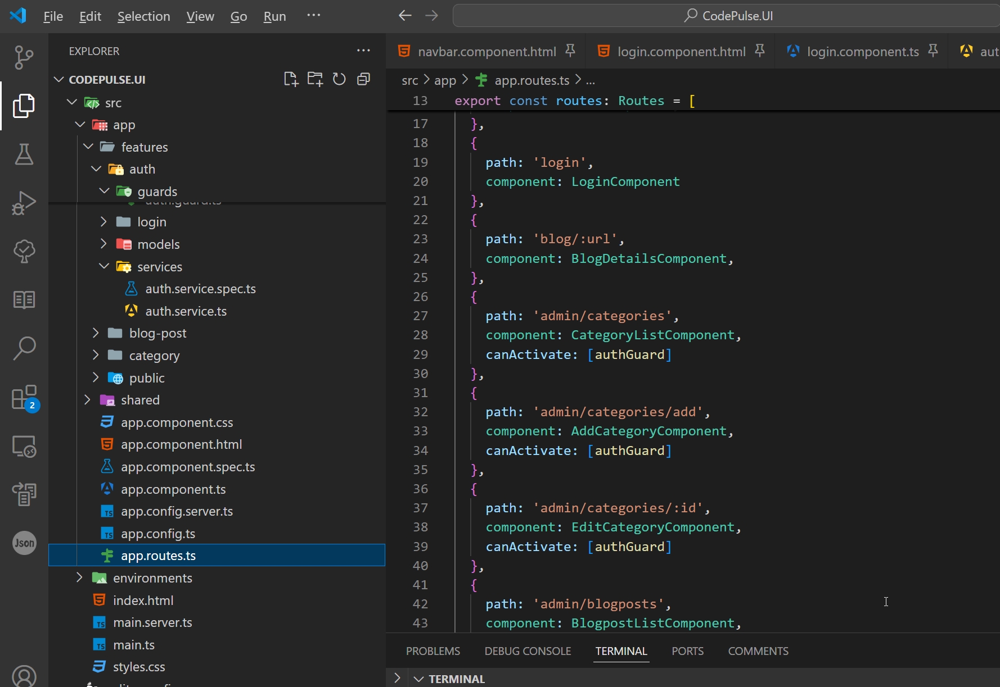 File Edit Selection View Go Run ···
CodePulse.UI
EXPLORER
CODEPULSE.UI
src
app
features
auth
guards
auth.guard.ts
login
models
services
auth.service.spec.ts
auth.service.ts
blog-post
category
public
shared
app.component.css
app.component.html
app.component.spec.ts
app.component.ts
app.config.server.ts
app.config.ts
app.routes.ts
environments
index.html
main.server.ts
main.ts
styles.css
2
Json
navbar.component.html login.component.html login.component.ts aut
src > app > app.routes.ts > ...
13 export const routes: Routes = [
17 },
18 {
19 path: 'login',
20 component: LoginComponent
21 },
22 {
23 path: 'blog/:url',
24 component: BlogDetailsComponent,
25 },
26 {
27 path: 'admin/categories',
28 component: CategoryListComponent,
29 canActivate: [authGuard]
30 },
31 {
32 path: 'admin/categories/add',
33 component: AddCategoryComponent,
34 canActivate: [authGuard]
35 },
36 {
37 path: 'admin/categories/:id',
38 component: EditCategoryComponent,
39 canActivate: [authGuard]
40 },
41 {
42 path: 'admin/blogposts',
43 component: BlogpostListComponent,
PROBLEMS DEBUG CONSOLE TERMINAL PORTS COMMENTS
TERMINAL